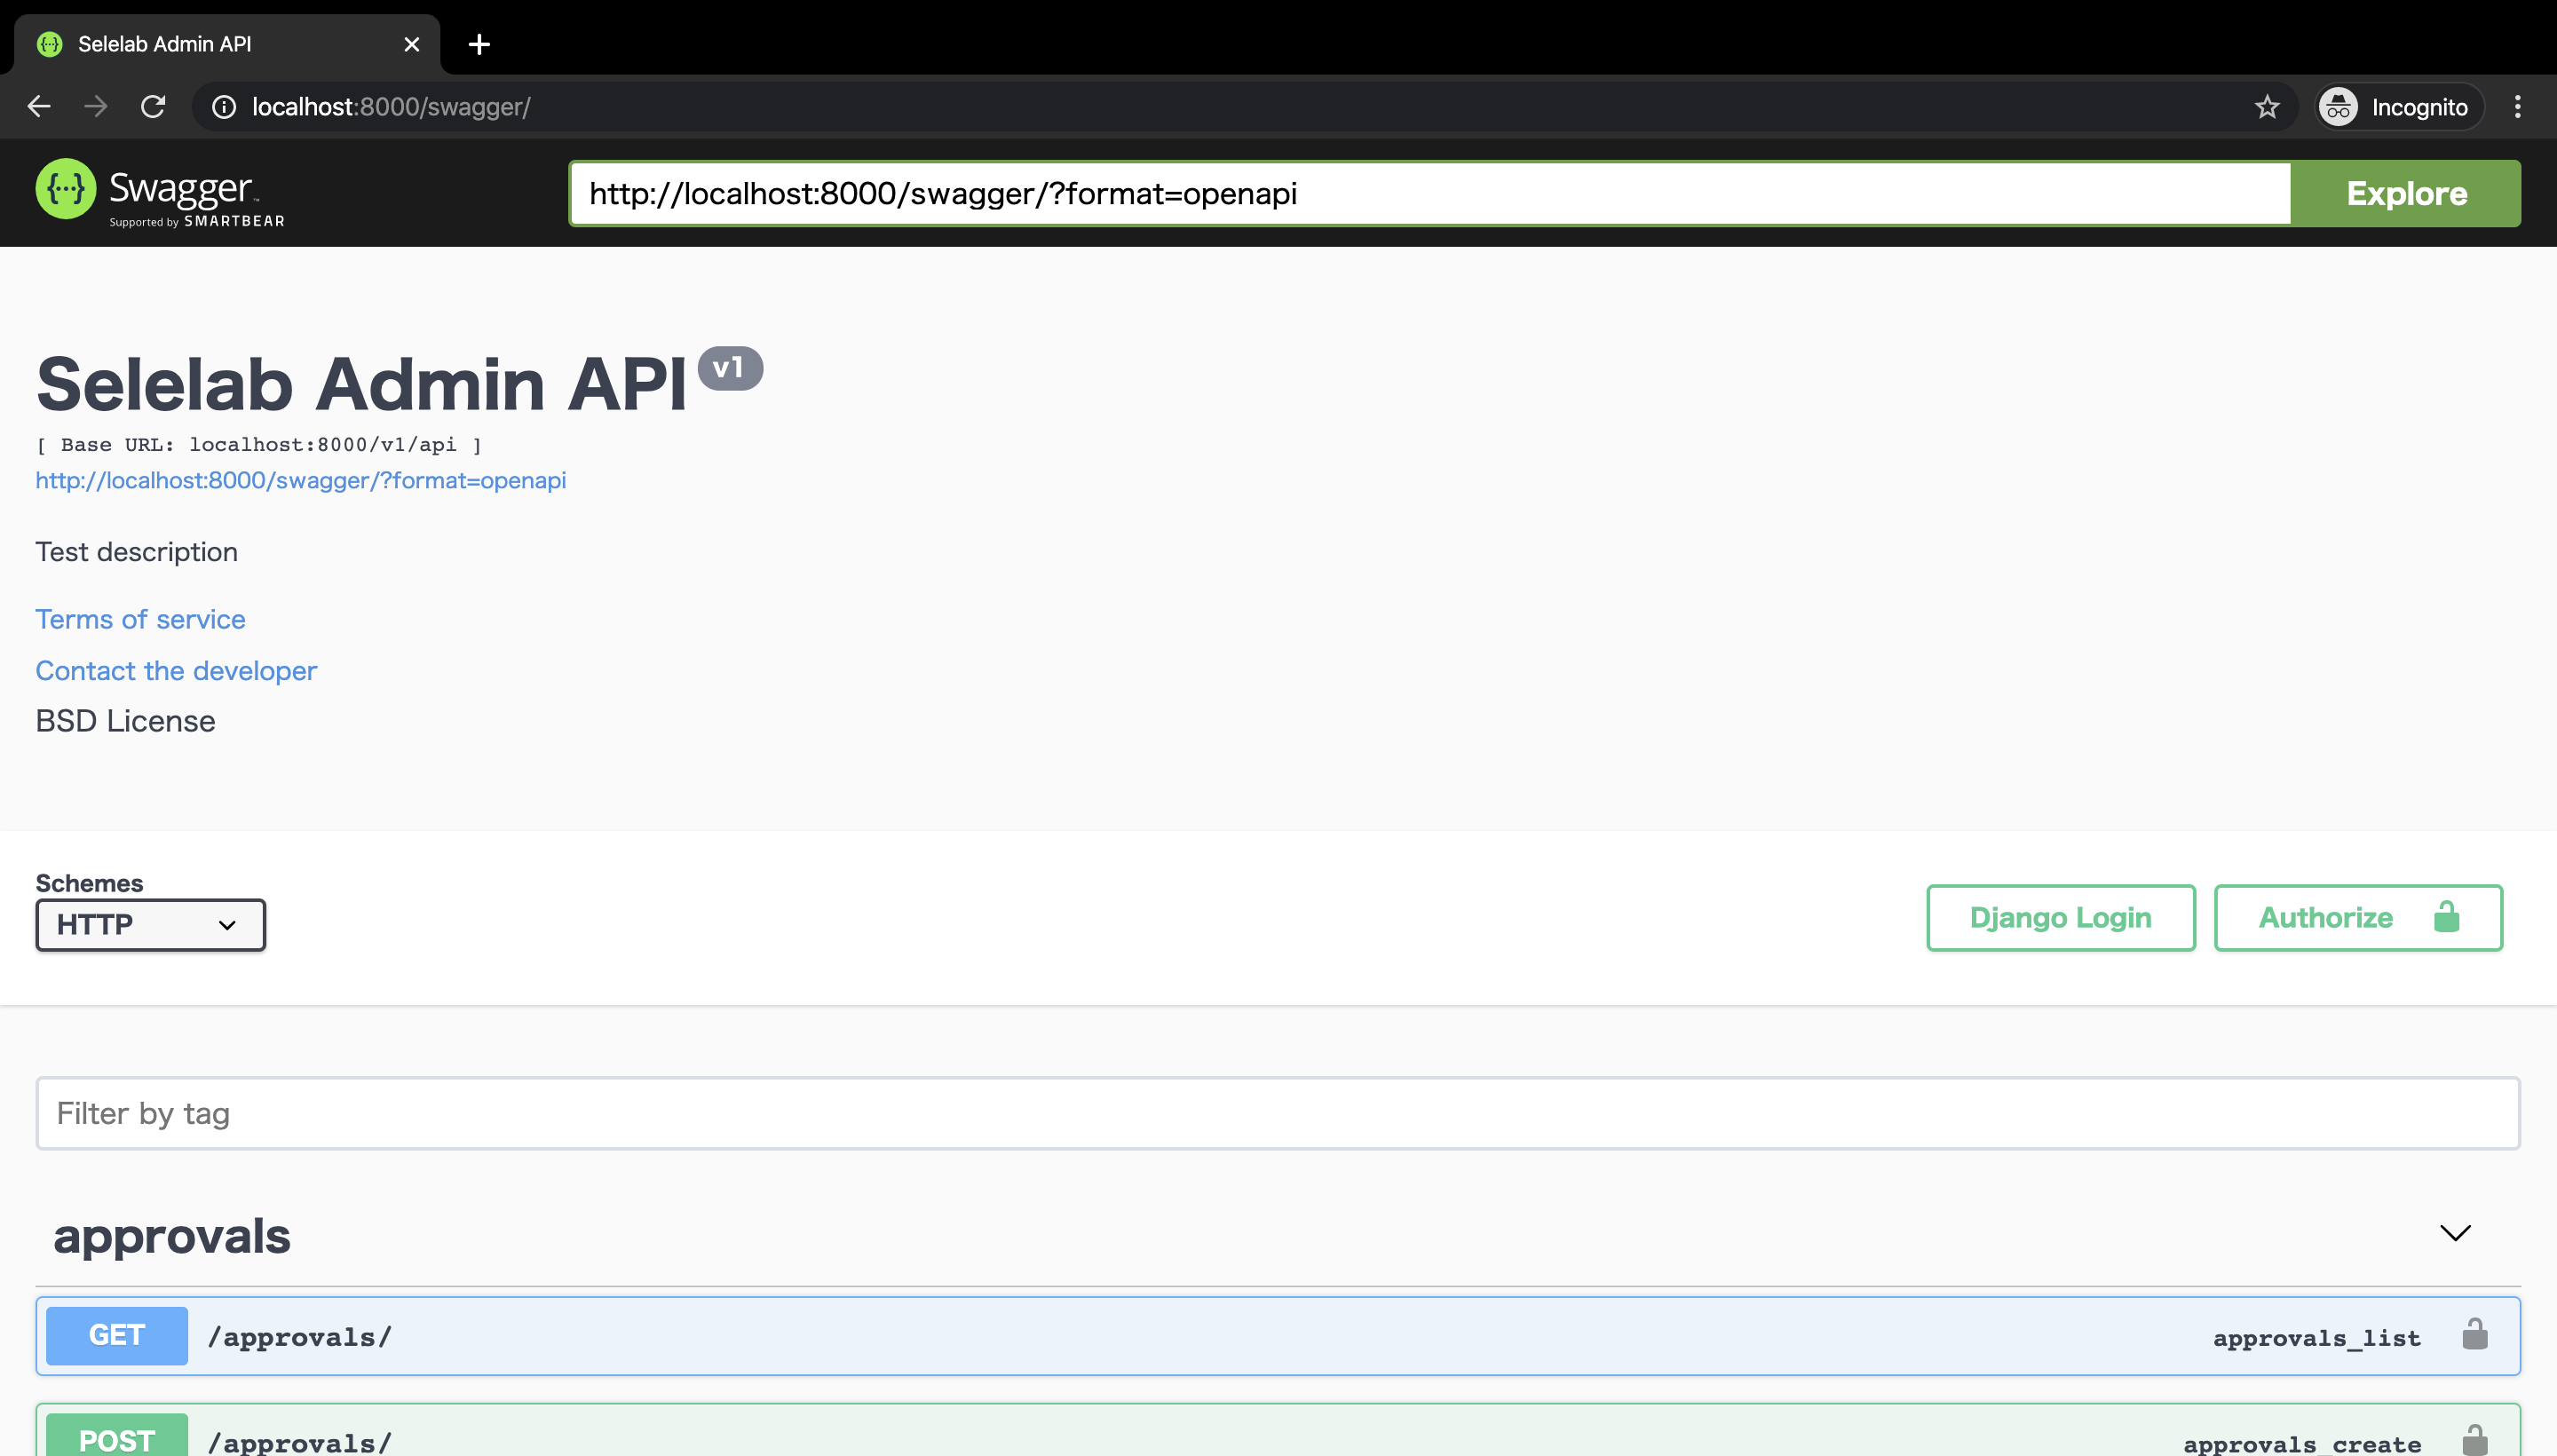 Selelab Admin API
localhost:8000/swagger/
Incognito
{···} Swagger™
Supported by SMARTBEAR
http://localhost:8000/swagger/?format=openapi
Explore
Selelab Admin API v1
[ Base URL: localhost:8000/v1/api ]
http://localhost:8000/swagger/?format=openapi
Test description
Terms of service
Contact the developer
BSD License
Schemes
HTTP
Django Login
Authorize
Filter by tag
approvals
GET /approvals/ approvals_list
POST /approvals/ approvals_create